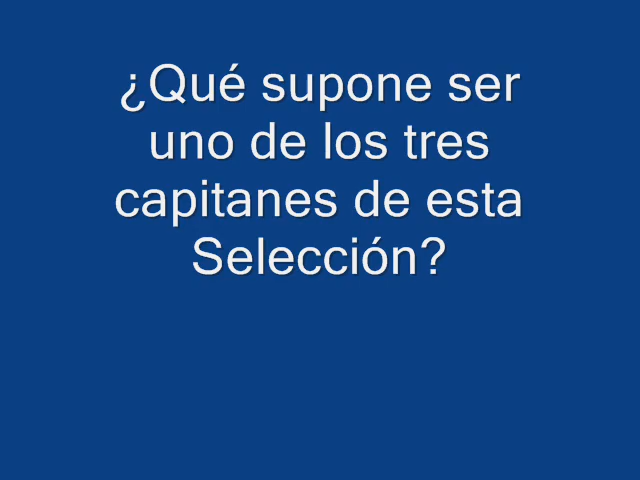 ¿Qué supone ser
uno de los tres
capitanes de esta
Selección?